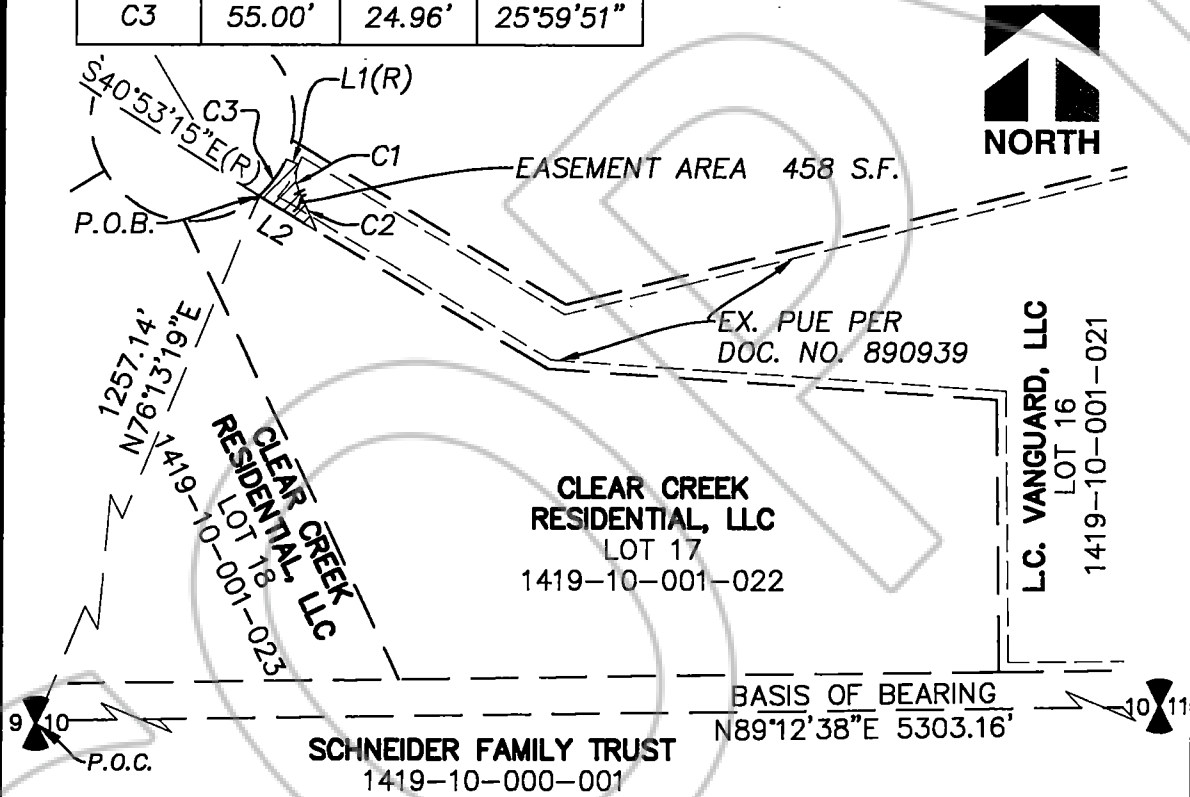 C3 55.00' 24.96' 25°59'51"
NORTH
S40°53'15"E(R)
C3
L1(R)
C1
EASEMENT AREA 458 S.F.
P.O.B.
C2
L2
1257.14'
N76°13'19"E
EX. PUE PER
DOC. NO. 890939
CLEAR CREEK
RESIDENTIAL, LLC
LOT 18
1419-10-001-023
CLEAR CREEK
RESIDENTIAL, LLC
LOT 17
1419-10-001-022
L.C. VANGUARD, LLC
LOT 16
1419-10-001-021
BASIS OF BEARING
N89°12'38"E 5303.16'
9 10
10 11
P.O.C.
SCHNEIDER FAMILY TRUST
1419-10-000-001